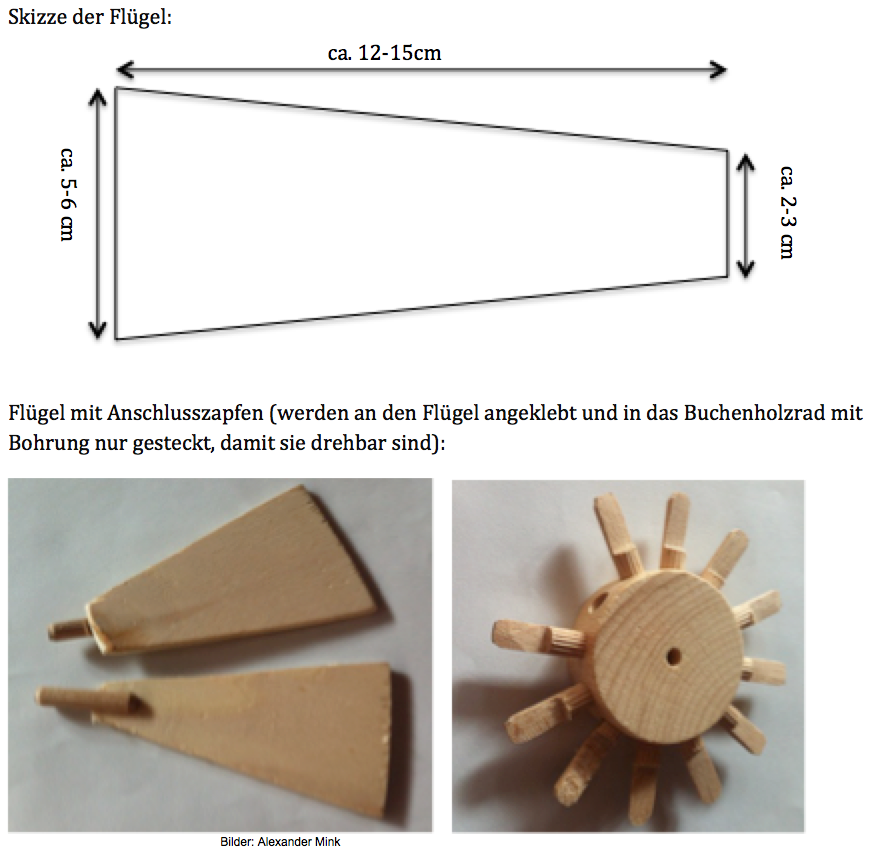 Skizze der Flügel:
ca. 12-15cm
ca. 5-6 cm
ca. 2-3 cm
Flügel mit Anschlusszapfen (werden an den Flügel angeklebt und in das Buchenholzrad mit
Bohrung nur gesteckt, damit sie drehbar sind):
Bilder: Alexander Mink